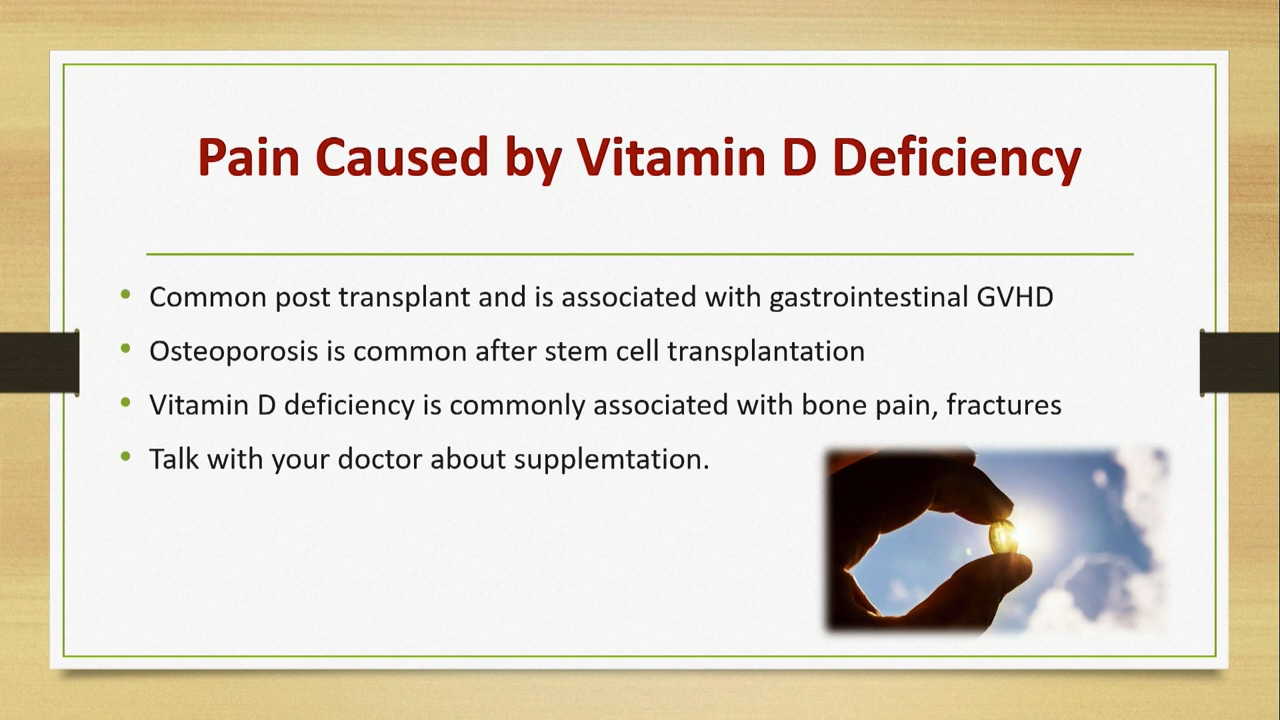 Pain Caused by Vitamin D Deficiency
• Common post transplant and is associated with gastrointestinal GVHD
• Osteoporosis is common after stem cell transplantation
• Vitamin D deficiency is commonly associated with bone pain, fractures
• Talk with your doctor about supplemtation.